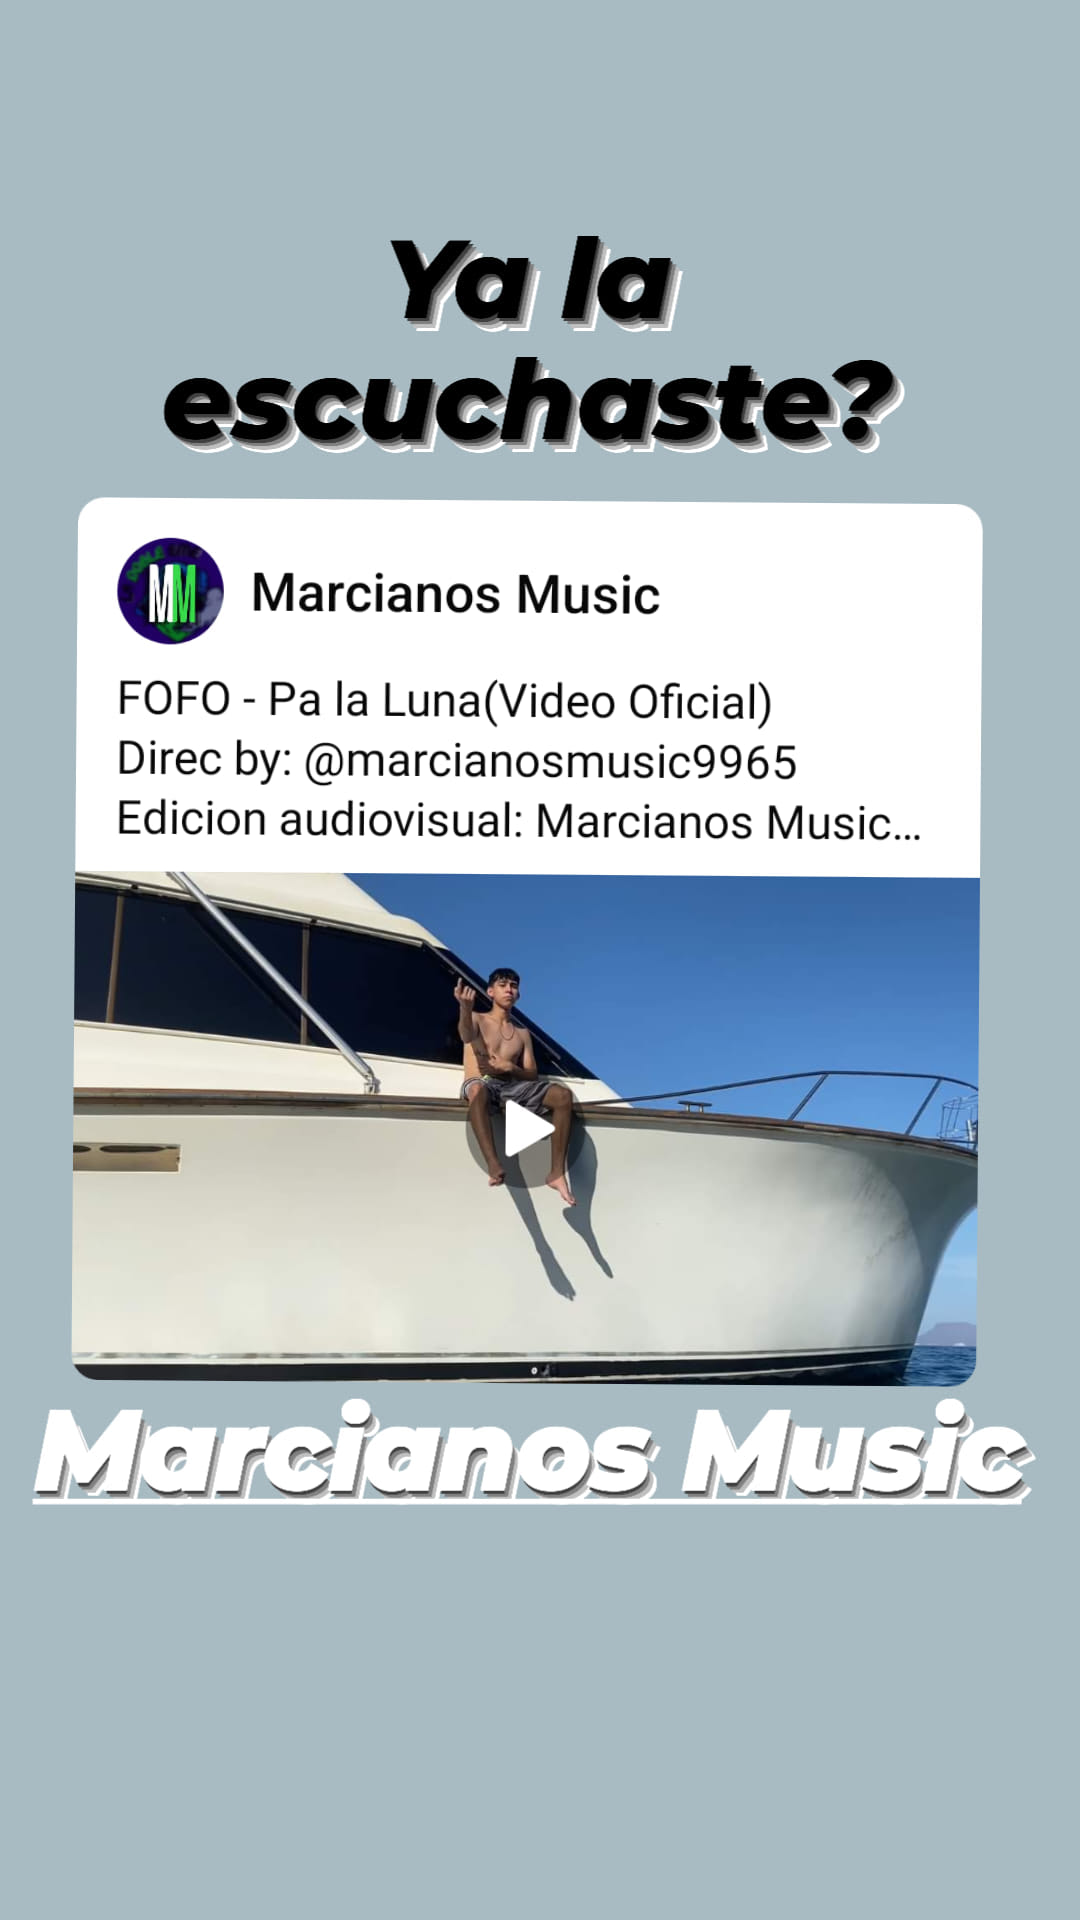 Ya la
escuchaste?
MM
Marcianos Music
FOFO - Pa la Luna(Video Oficial)
Direc by: @marcianosmusic9965
Edicion audiovisual: Marcianos Music...
Marcianos Music